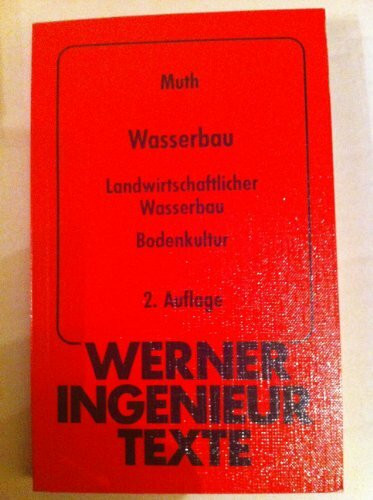 Muth
Wasserbau
Landwirtschaftlicher
Wasserbau
Bodenkultur
2. Auflage
WERNER
INGENIEUR
TEXTE